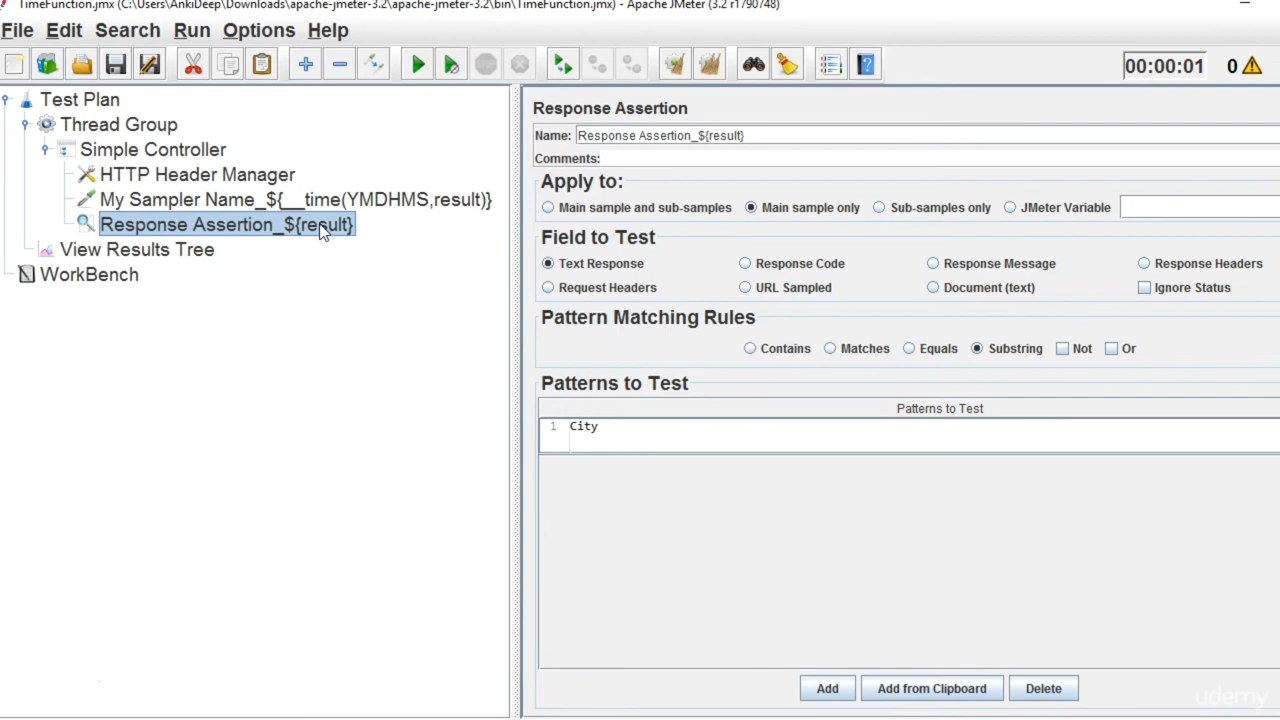 TimeFunction.jmx (C:\Users\AnkiDeep\Downloads\apache-jmeter-3.2\apache-jmeter-3.2\bin\TimeFunction.jmx) - Apache JMeter (3.2 r1790748)
File Edit Search Run Options Help
00:00:01 0
Test Plan
Thread Group
Simple Controller
HTTP Header Manager
My Sampler Name_${__time(YMDHMS,result)}
Response Assertion_${result}
View Results Tree
WorkBench
Response Assertion
Name: Response Assertion_${result}
Comments:
Apply to:
Main sample and sub-samples Main sample only Sub-samples only JMeter Variable
Field to Test
Text Response Response Code Response Message Response Headers
Request Headers URL Sampled Document (text) Ignore Status
Pattern Matching Rules
Contains Matches Equals Substring Not Or
Patterns to Test
Patterns to Test
1 City
Add Add from Clipboard Delete
udemy